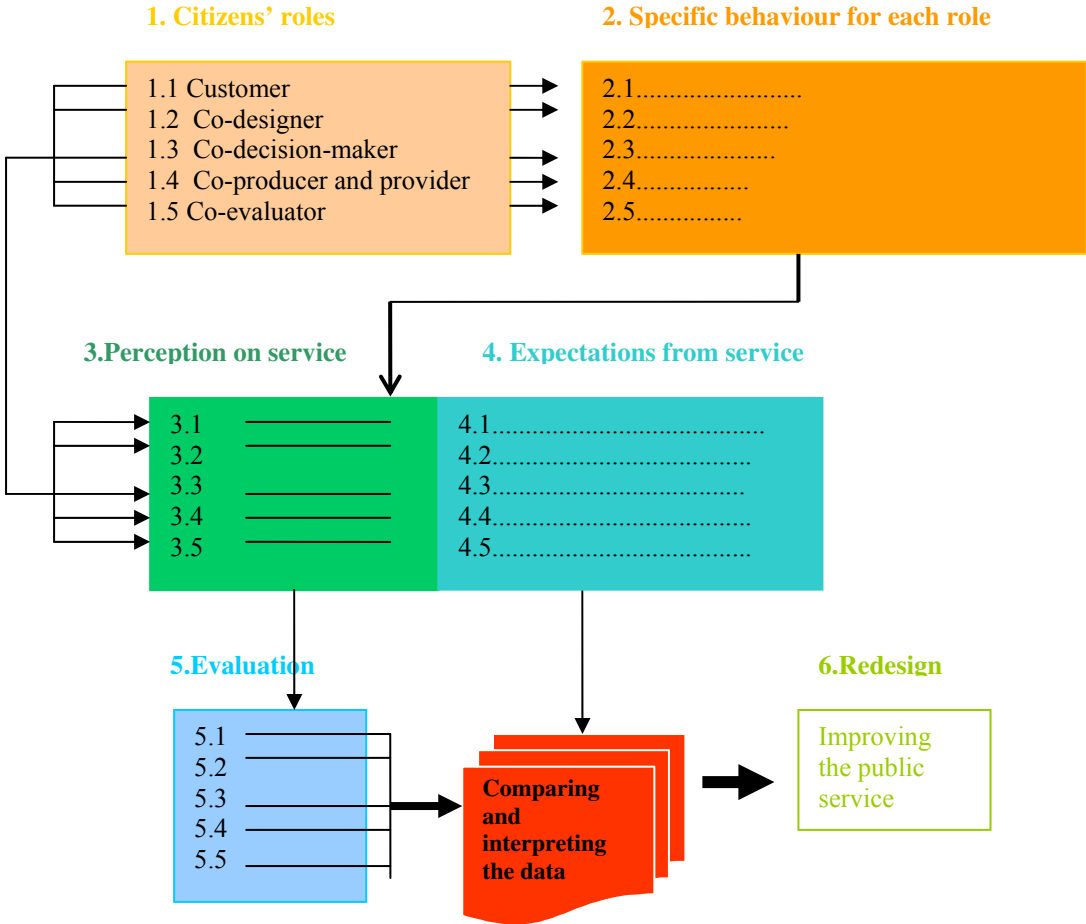 1. Citizens' roles
2. Specific behaviour for each role
1.1 Customer
1.2 Co-designer
1.3 Co-decision-maker
1.4 Co-producer and provider
1.5 Co-evaluator
2.1.............................
2.2...........................
2.3.........................
2.4....................
2.5..................
3.Perception on service
4. Expectations from service
3.1
3.2
3.3
3.4
3.5
4.1...............................................
4.2.............................................
4.3............................................
4.4.............................................
4.5.............................................
5.Evaluation
6.Redesign
5.1
5.2
5.3
5.4
5.5
Comparing
and
interpreting
the data
Improving
the public
service